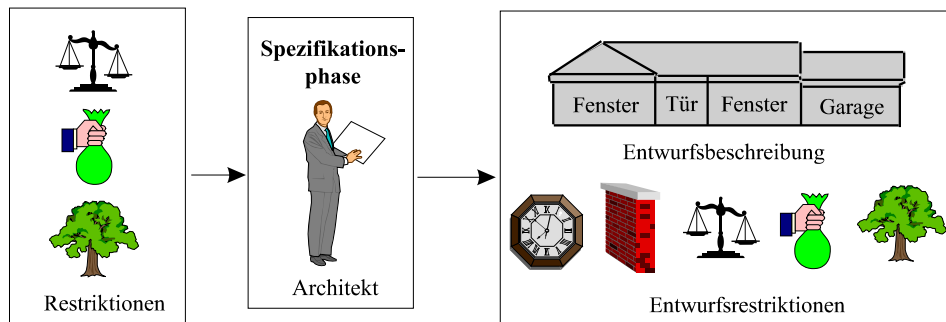 Restriktionen
Spezifikations-
phase
Architekt
Fenster Tür Fenster Garage
Entwurfsbeschreibung
Entwurfsrestriktionen